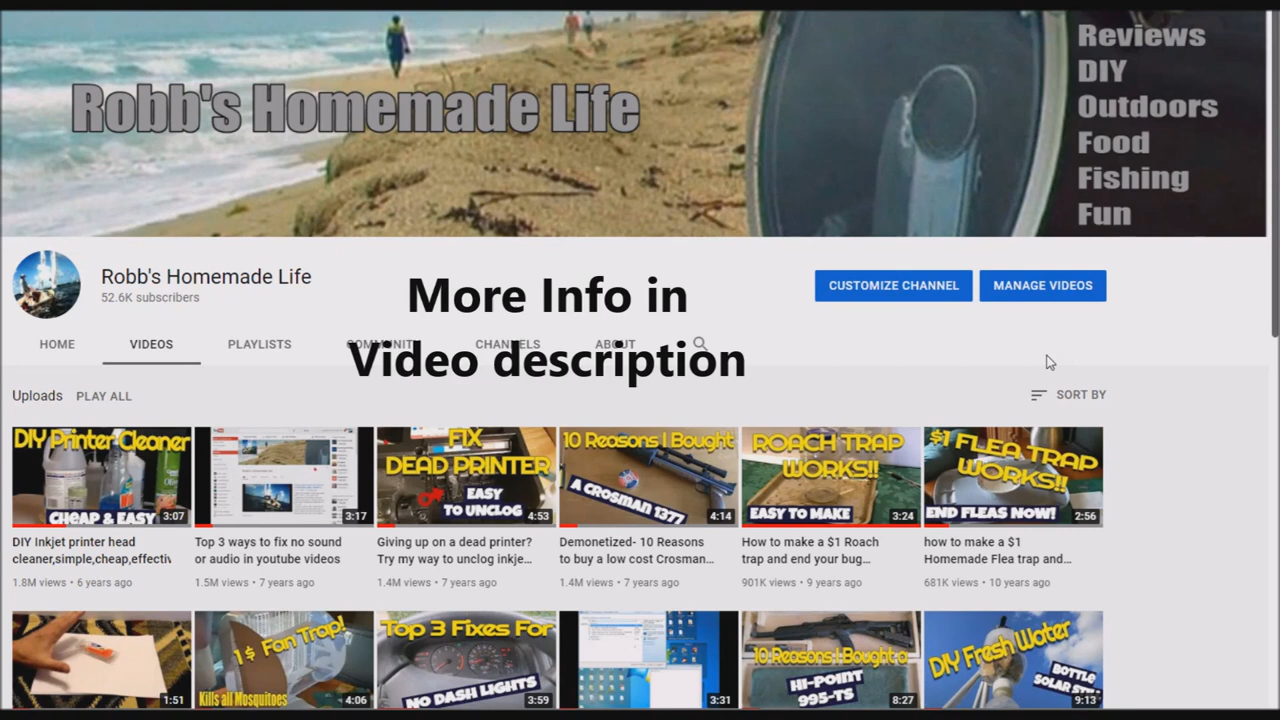 Reviews
DIY
Outdoors
Food
Fishing
Fun
Robb's Homemade Life
Robb's Homemade Life
52.6K subscribers
More Info in
Video description
CUSTOMIZE CHANNEL
MANAGE VIDEOS
HOME
VIDEOS
PLAYLISTS
COMMUNITY
CHANNELS
ABOUT
Uploads
PLAY ALL
SORT BY
DIY Printer Cleaner
CHEAP & EASY
3:07
DIY Inkjet printer head
cleaner,simple,cheap,effectiv
1.8M views • 6 years ago
3:17
Top 3 ways to fix no sound
or audio in youtube videos
1.5M views • 7 years ago
FIX
DEAD PRINTER
EASY
TO UNCLOG
4:53
Giving up on a dead printer?
Try my way to unclog inkje...
1.4M views • 7 years ago
10 Reasons I Bought
A CROSMAN 1377
4:14
Demonetized- 10 Reasons
to buy a low cost Crosman...
1.4M views • 7 years ago
ROACH TRAP
WORKS!!
EASY TO MAKE
3:24
How to make a $1 Roach
trap and end your bug...
901K views • 9 years ago
$1 FLEA TRAP
WORKS!!
END FLEAS NOW!
2:56
how to make a $1
Homemade Flea trap and...
681K views • 10 years ago
1:51
1$ Fan Trap!
Kills all Mosquitoes
4:06
Top 3 Fixes For
NO DASH LIGHTS
3:59
3:31
10 Reasons I Bought a
HI-POINT
995-TS
8:27
DIY Fresh Water
BOTTLE
9:13